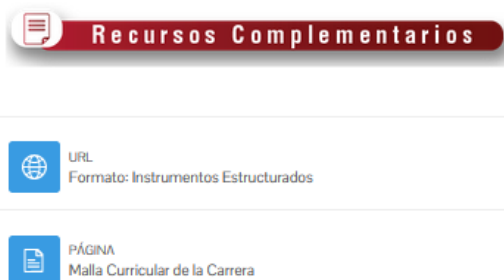 Recursos Complementarios
URL
Formato: Instrumentos Estructurados
PÁGINA
Malla Curricular de la Carrera